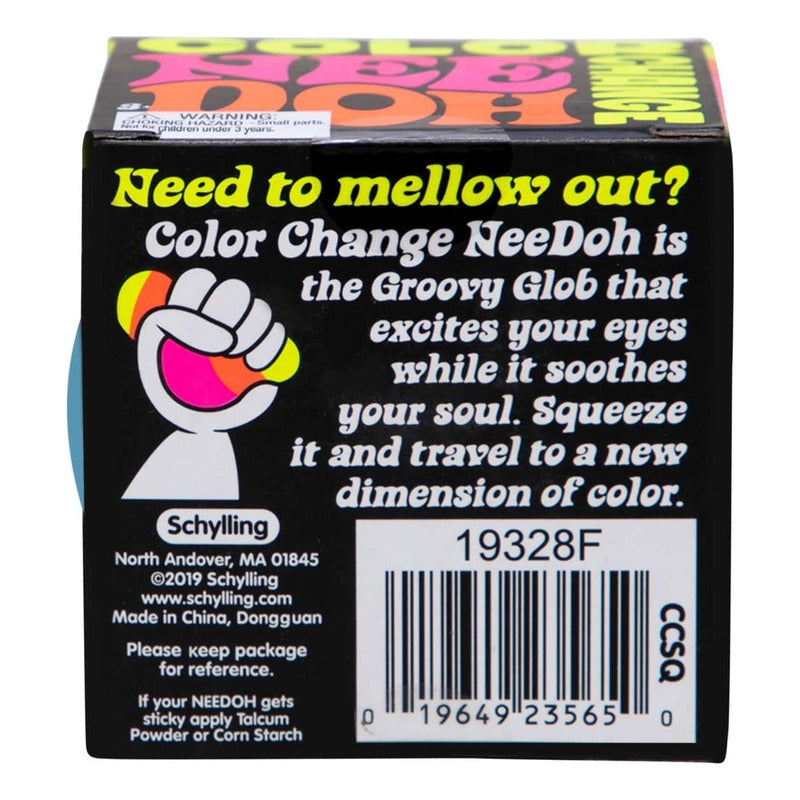 COLOR
CHANGE
NEE
DOH
WARNING:
CHOKING HAZARD - Small parts.
Not for children under 3 years.
Need to mellow out?
Color Change NeeDoh is
the Groovy Glob that
excites your eyes
while it soothes
your soul. Squeeze
it and travel to a new
dimension of color.
Schylling
North Andover, MA 01845
©2019 Schylling
www.schylling.com
Made in China, Dongguan
Please keep package
for reference.
If your NEEDOH gets
sticky apply Talcum
Powder or Corn Starch
19328F
CCSQ
0 19649 23565 0